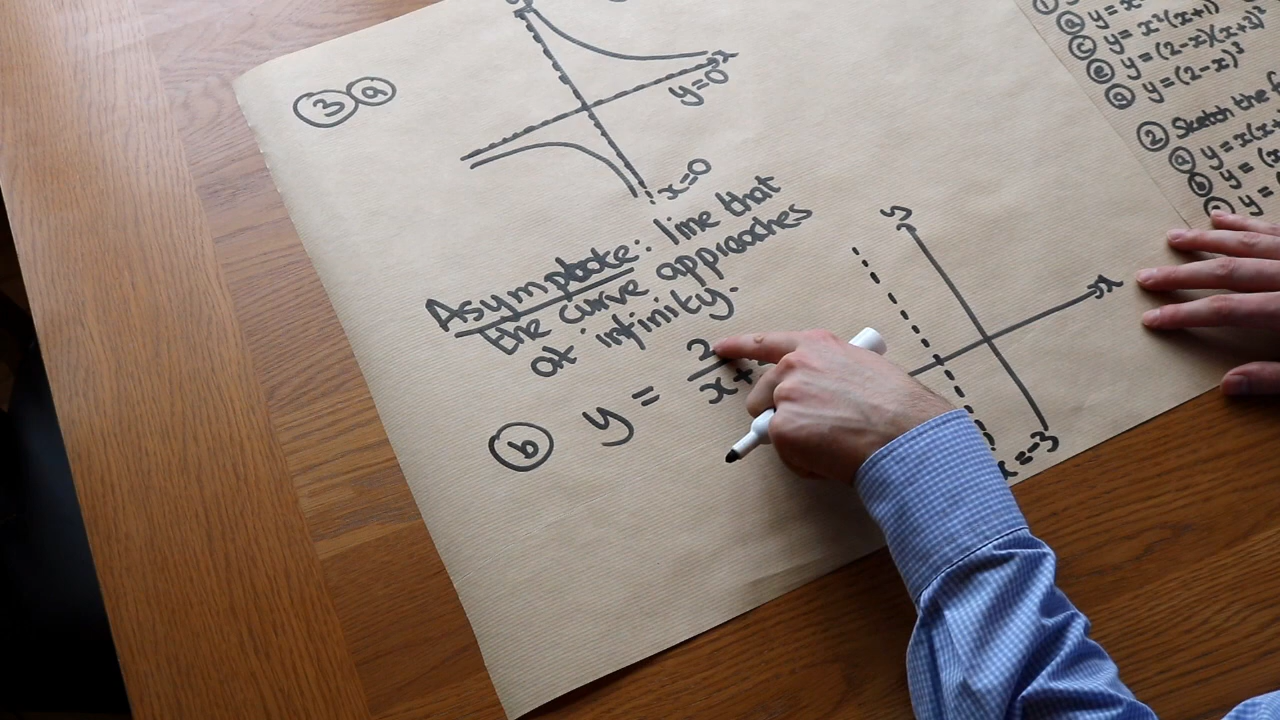 3 a
x
y=0
x=0
Asymptote: line that
the curve approaches
at infinity.
b y = 2
x+
y
x
x=-3
a y=x
c y=x²(x+1)
e y=(2-x)(x+3)²
g y=(2-x)³
2 Sketch the f
a y=x(x+
b y=(x
c y=